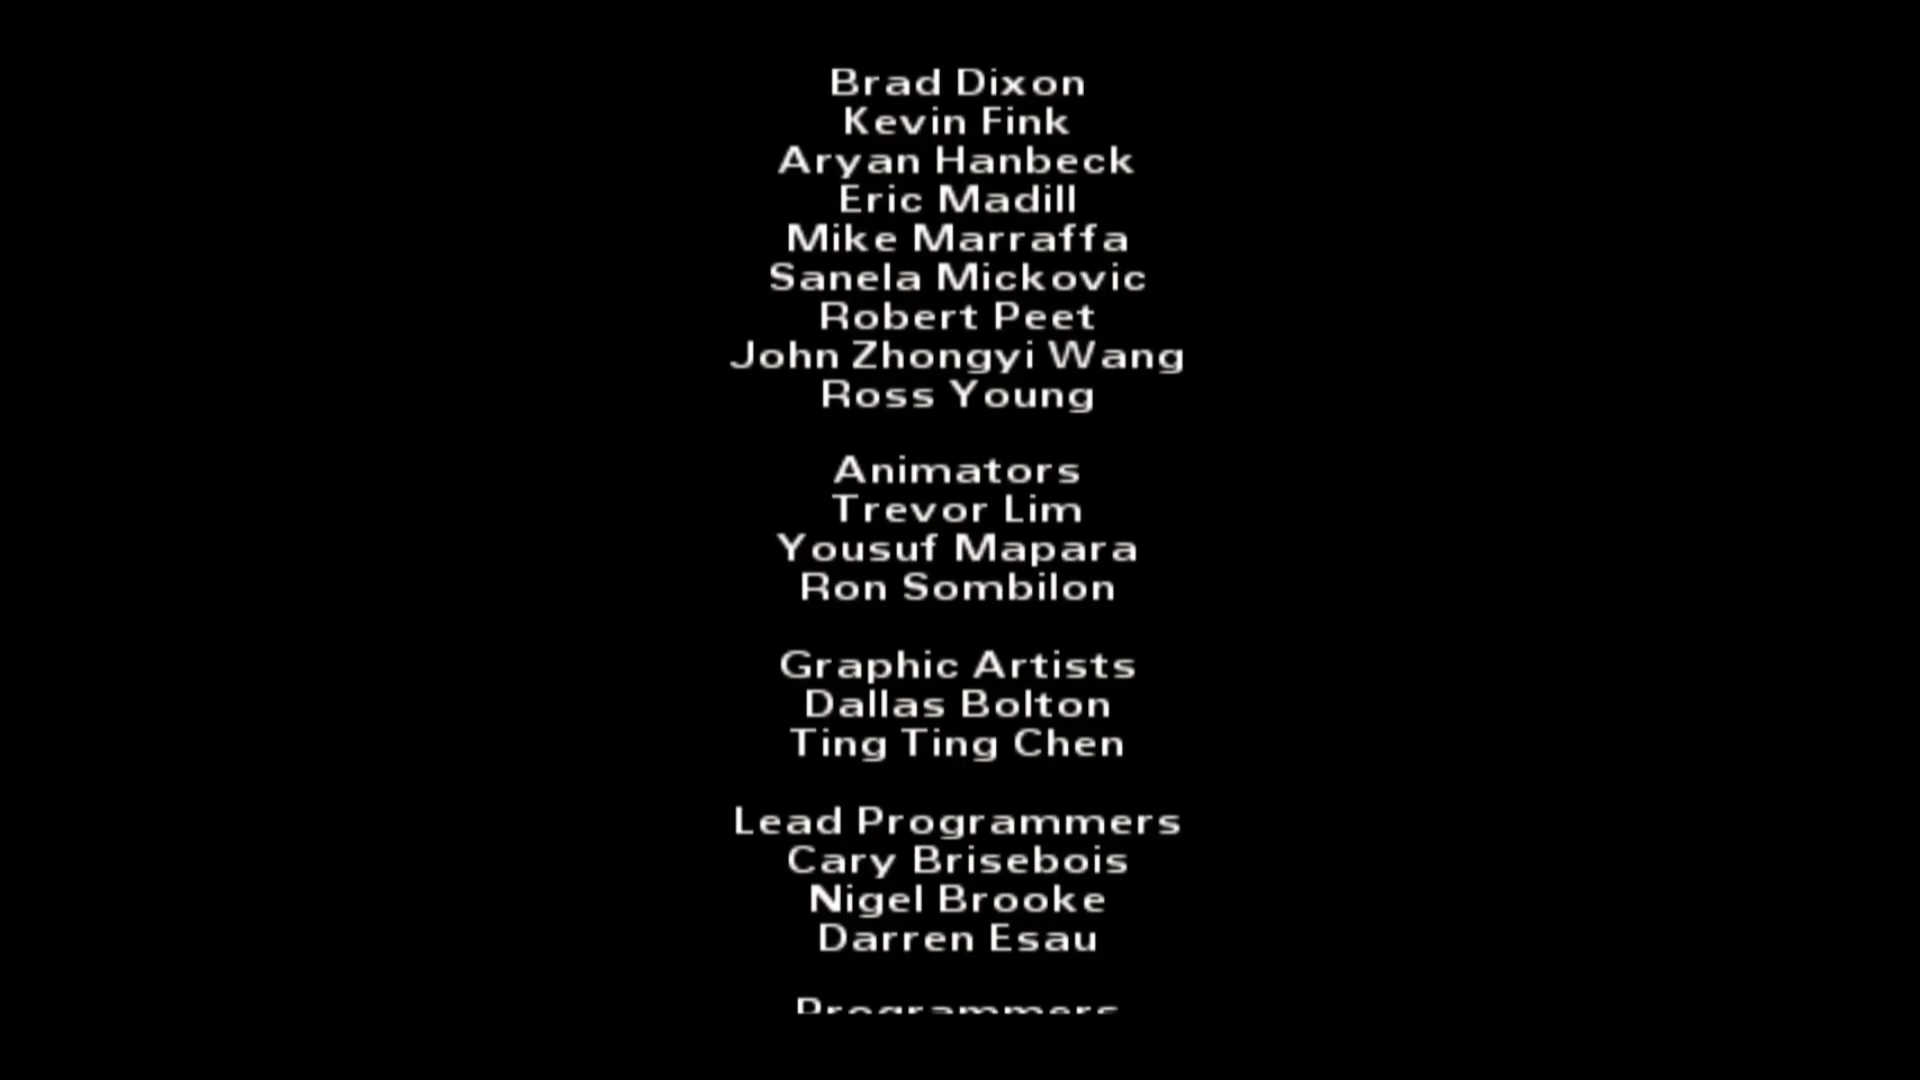 Brad Dixon
Kevin Fink
Aryan Hanbeck
Eric Madill
Mike Marraffa
Sanela Mickovic
Robert Peet
John Zhongyi Wang
Ross Young
Animators
Trevor Lim
Yousuf Mapara
Ron Sombilon
Graphic Artists
Dallas Bolton
Ting Ting Chen
Lead Programmers
Cary Brisebois
Nigel Brooke
Darren Esau
Programmers